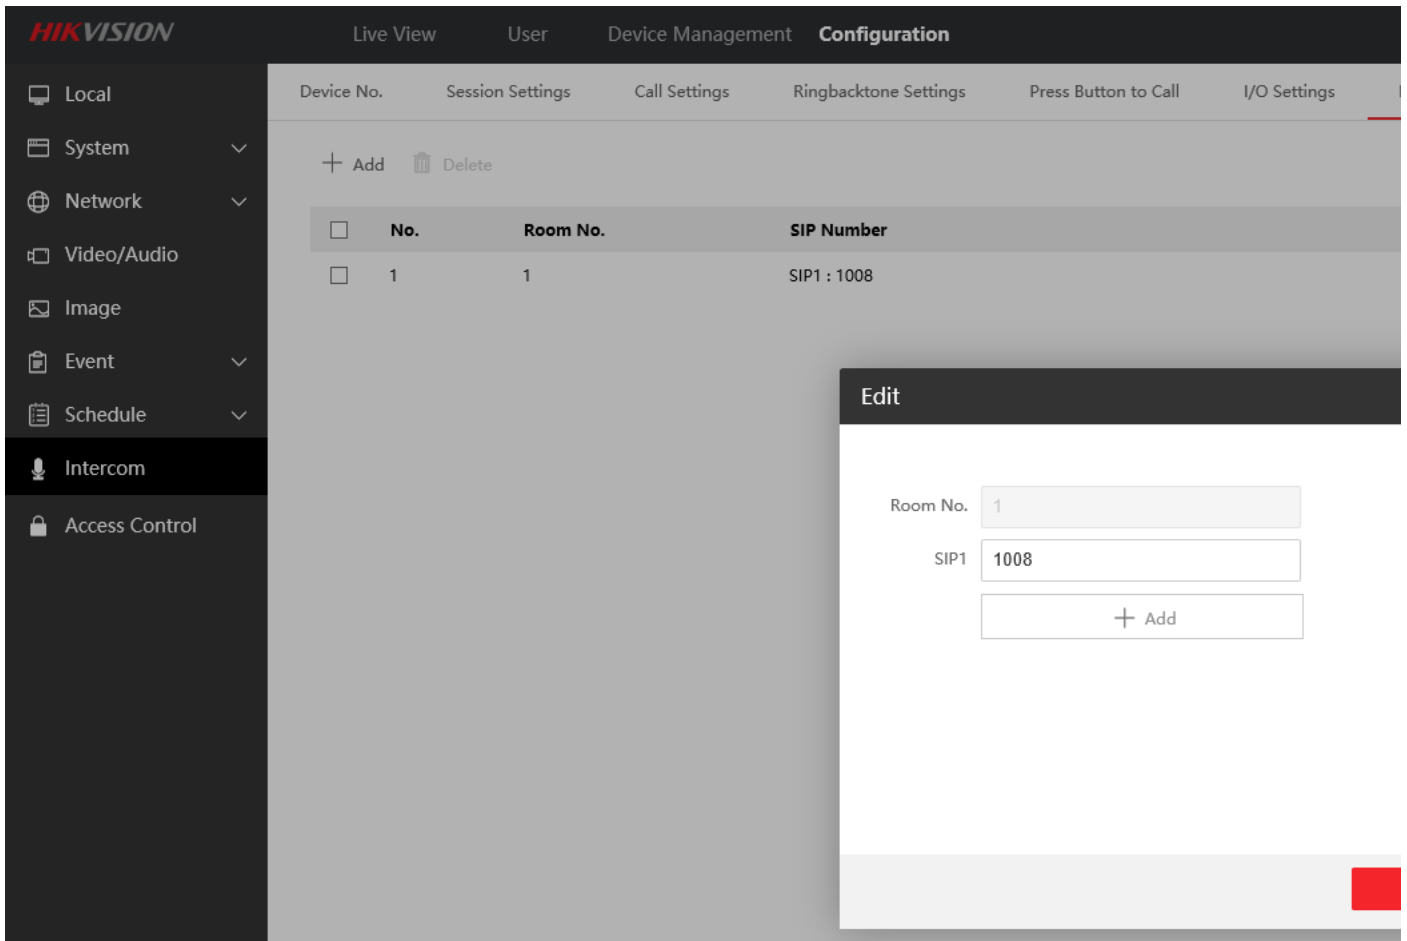 HIKVISION
Live View User Device Management Configuration
Local
System
Network
Video/Audio
Image
Event
Schedule
Intercom
Access Control
Device No. Session Settings Call Settings Ringbacktone Settings Press Button to Call I/O Settings
Add Delete
No. Room No. SIP Number
1 1 SIP1 : 1008
Edit
Room No. 1
SIP1 1008
Add